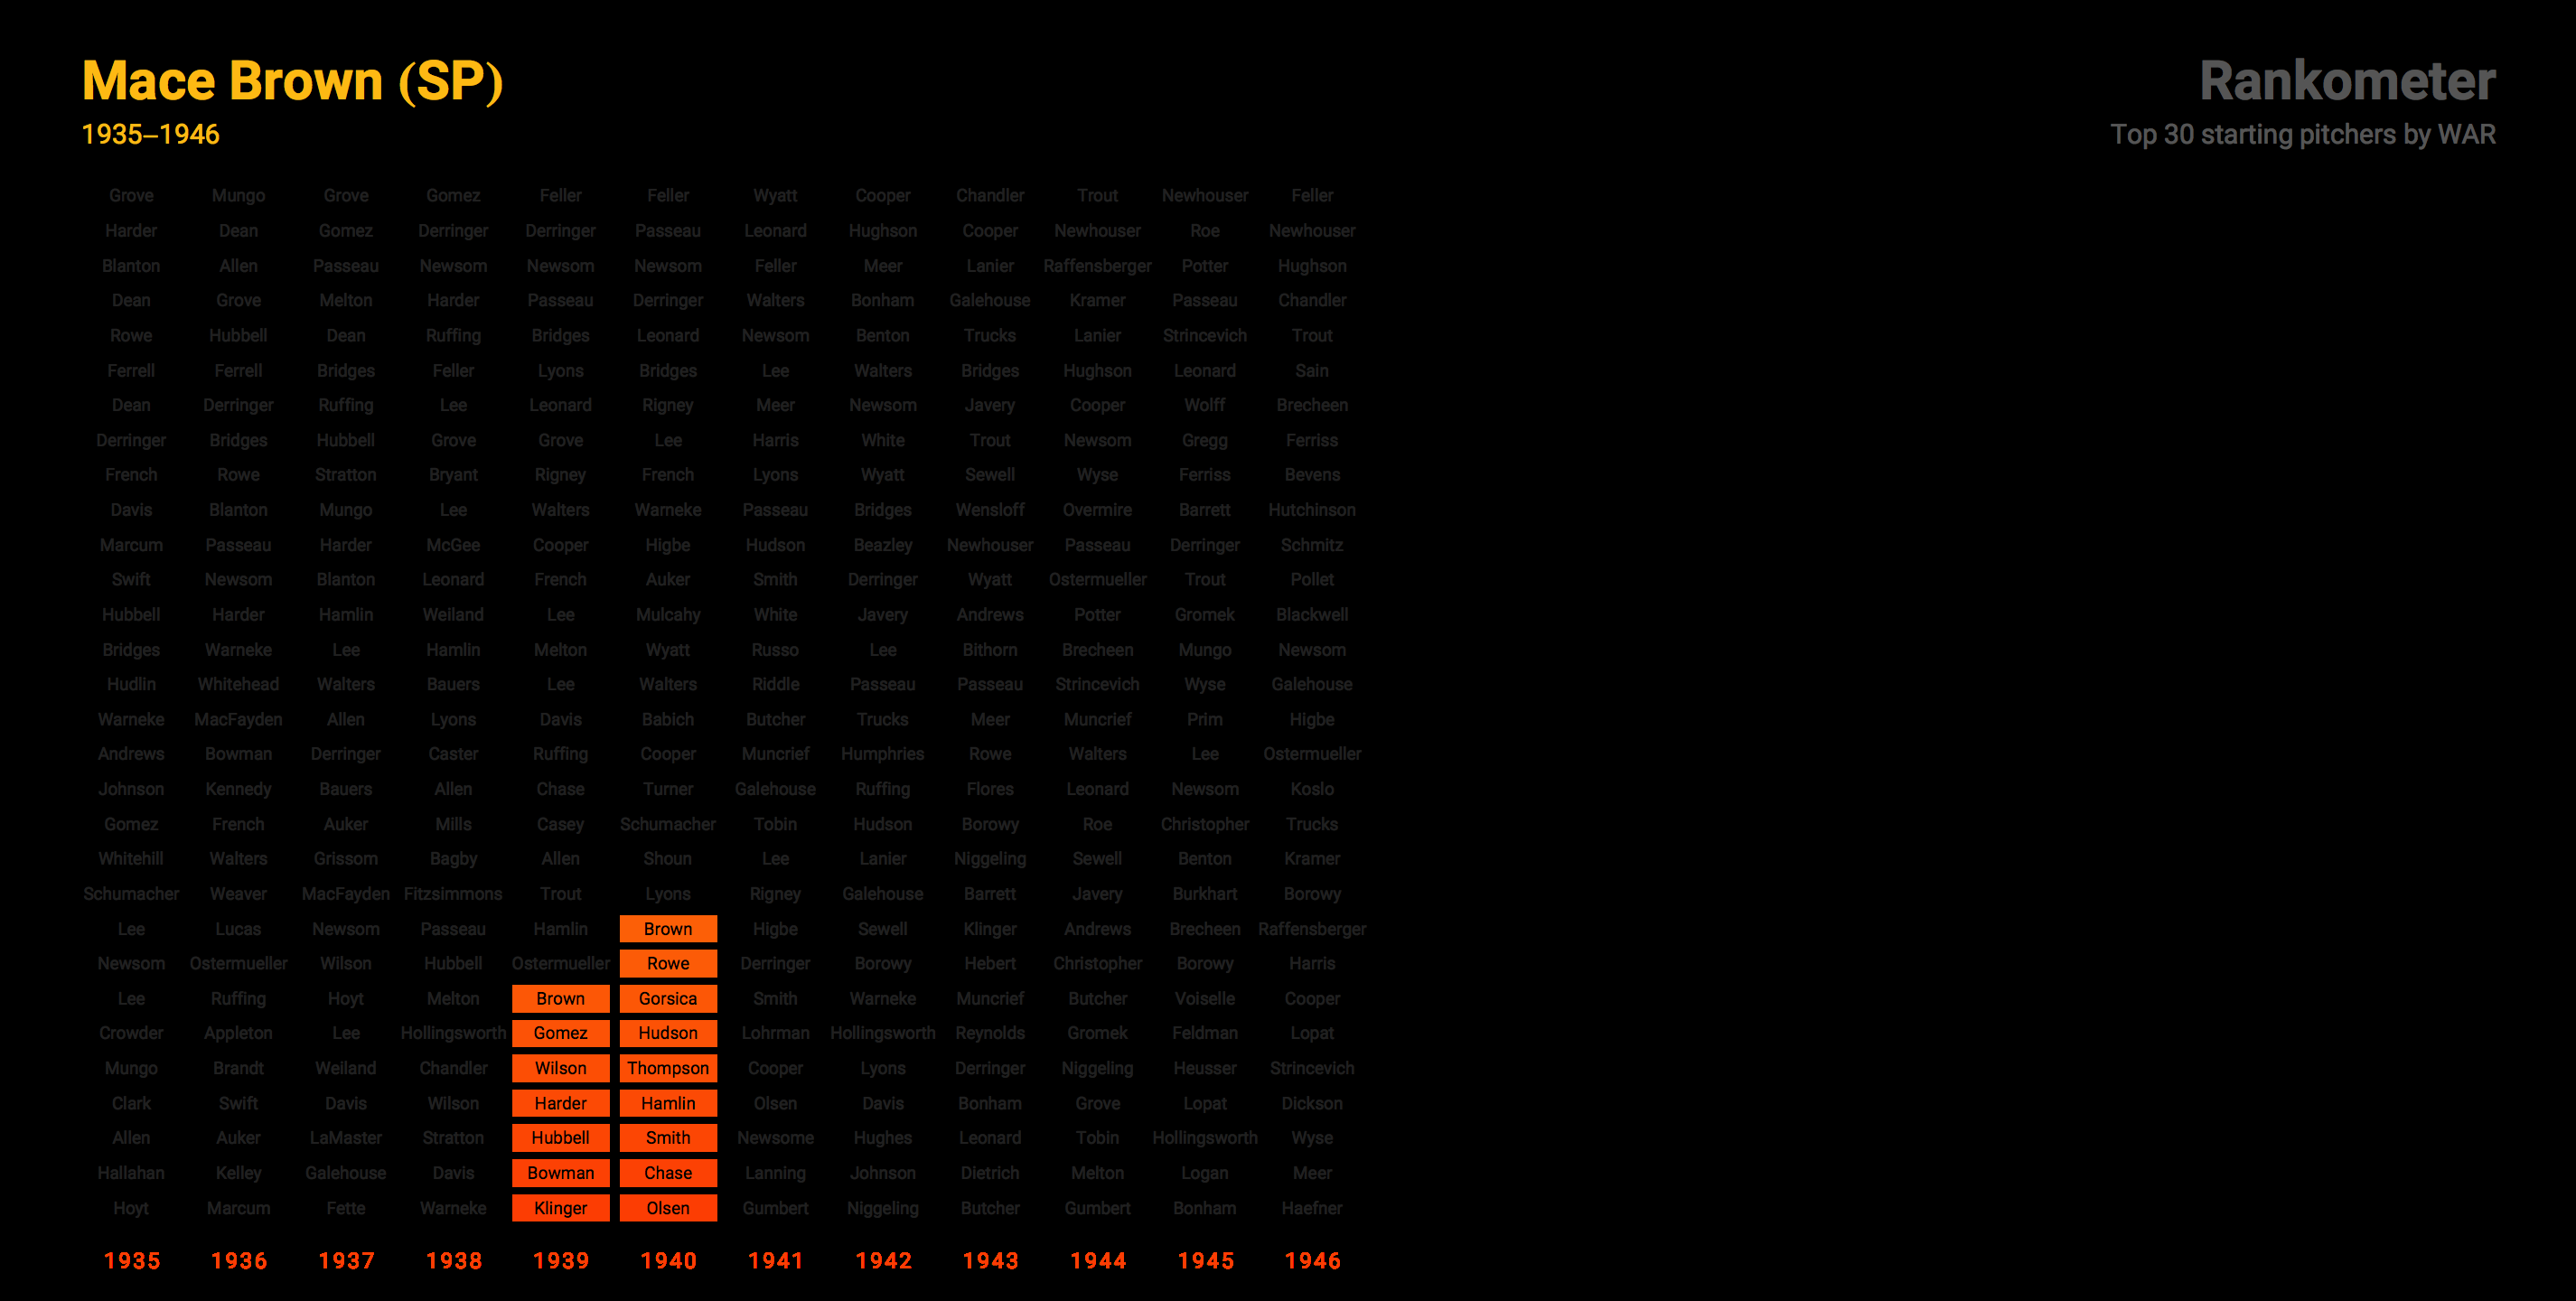 Mace Brown (SP)
Rankometer
1935–1946
Top 30 starting pitchers by WAR
Grove Mungo Grove Gomez Feller Feller Wyatt Cooper Chandler Trout Newhouser Feller
Harder Dean Gomez Derringer Derringer Passeau Leonard Hughson Cooper Newhouser Roe Newhouser
Blanton Allen Passeau Newsom Newsom Newsom Feller Meer Lanier Raffensberger Potter Hughson
Dean Grove Melton Harder Passeau Derringer Walters Bonham Galehouse Kramer Passeau Chandler
Rowe Hubbell Dean Ruffing Bridges Leonard Newsom Benton Trucks Lanier Strincevich Trout
Ferrell Ferrell Bridges Feller Lyons Bridges Lee Walters Bridges Hughson Leonard Sain
Dean Derringer Ruffing Lee Leonard Rigney Meer Newsom Javery Cooper Wolff Brecheen
Derringer Bridges Hubbell Grove Grove Lee Harris White Trout Newsom Gregg Ferriss
French Rowe Stratton Bryant Rigney French Lyons Wyatt Sewell Wyse Ferriss Bevens
Davis Blanton Mungo Lee Walters Warneke Passeau Bridges Wensloff Overmire Barrett Hutchinson
Marcum Passeau Harder McGee Cooper Higbe Hudson Beazley Newhouser Passeau Derringer Schmitz
Swift Newsom Blanton Leonard French Auker Smith Derringer Wyatt Ostermueller Trout Pollet
Hubbell Harder Hamlin Weiland Lee Mulcahy White Javery Andrews Potter Gromek Blackwell
Bridges Warneke Lee Hamlin Melton Wyatt Russo Lee Bithorn Brecheen Mungo Newsom
Hudlin Whitehead Walters Bauers Lee Walters Riddle Passeau Passeau Strincevich Wyse Galehouse
Warneke MacFayden Allen Lyons Davis Babich Butcher Trucks Meer Muncrief Prim Higbe
Andrews Bowman Derringer Caster Ruffing Cooper Muncrief Humphries Rowe Walters Lee Ostermueller
Johnson Kennedy Bauers Allen Chase Turner Galehouse Ruffing Flores Leonard Newsom Koslo
Gomez French Auker Mills Casey Schumacher Tobin Hudson Borowy Roe Christopher Trucks
Whitehill Walters Grissom Bagby Allen Shoun Lee Lanier Niggeling Sewell Benton Kramer
Schumacher Weaver MacFayden Fitzsimmons Trout Lyons Rigney Galehouse Barrett Javery Burkhart Borowy
Lee Lucas Newsom Passeau Hamlin Brown Higbe Sewell Klinger Andrews Brecheen Raffensberger
Newsom Ostermueller Wilson Hubbell Ostermueller Rowe Derringer Borowy Hebert Christopher Borowy Harris
Lee Ruffing Hoyt Melton Brown Gorsica Smith Warneke Muncrief Butcher Voiselle Cooper
Crowder Appleton Lee Hollingsworth Gomez Hudson Lohrman Hollingsworth Reynolds Gromek Feldman Lopat
Mungo Brandt Weiland Chandler Wilson Thompson Cooper Lyons Derringer Niggeling Heusser Strincevich
Clark Swift Davis Wilson Harder Hamlin Olsen Davis Bonham Grove Lopat Dickson
Allen Auker LaMaster Stratton Hubbell Smith Newsome Hughes Leonard Tobin Hollingsworth Wyse
Hallahan Kelley Galehouse Davis Bowman Chase Lanning Johnson Dietrich Melton Logan Meer
Hoyt Marcum Fette Warneke Klinger Olsen Gumbert Niggeling Butcher Gumbert Bonham Haefner
1935 1936 1937 1938 1939 1940 1941 1942 1943 1944 1945 1946